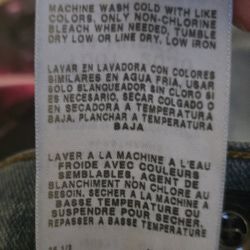 MACHINE WASH COLD WITH LIKE
COLORS, ONLY NON-CHLORINE
BLEACH WHEN NEEDED, TUMBLE
DRY LOW OR LINE DRY, LOW IRON
LAVAR EN LAVADORA CON COLORES
SIMILARES EN AGUA FRIA, USAR
SOLO BLANQUEADOR SIN CLORO SI
ES NECESARIO, SECAR COLGADO O
EN SECADORA A TEMPERATURA
BAJA, PLANCHAR A TEMPERATURA
BAJA
LAVER A LA MACHINE A L'EAU
FROIDE AVEC COULEURS
SEMBLABLES, AGENT DE
BLANCHIMENT NON CHLORE AU
BESOIN, SECHER A LA MACHINE A
BASSE TEMPERATURE OU
SUSPENDRE POUR SECHER.
REPASSER A BASSE TEMPERATURE